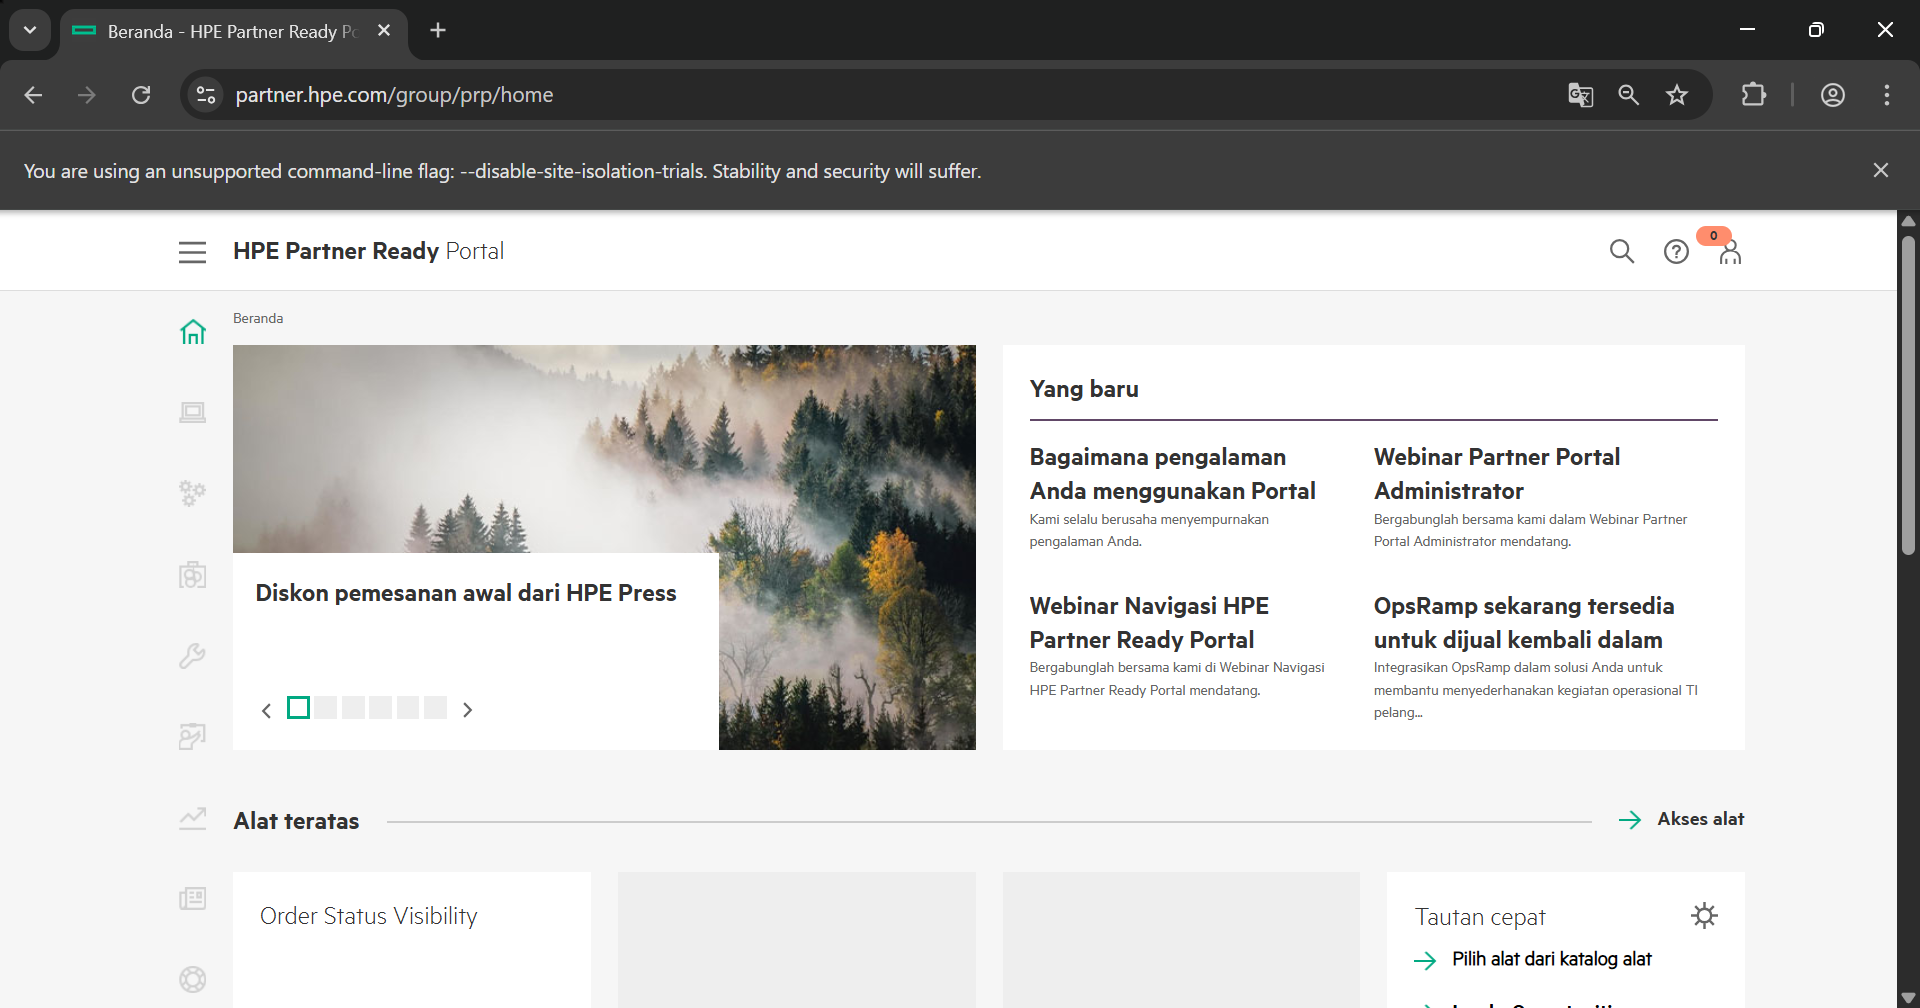 Beranda - HPE Partner Ready Po
partner.hpe.com/group/prp/home
You are using an unsupported command-line flag: --disable-site-isolation-trials. Stability and security will suffer.
HPE Partner Ready Portal
0
Beranda
Diskon pemesanan awal dari HPE Press
Yang baru
Bagaimana pengalaman
Anda menggunakan Portal
Kami selalu berusaha menyempurnakan
pengalaman Anda.
Webinar Partner Portal
Administrator
Bergabunglah bersama kami dalam Webinar Partner
Portal Administrator mendatang.
Webinar Navigasi HPE
Partner Ready Portal
Bergabunglah bersama kami di Webinar Navigasi
HPE Partner Ready Portal mendatang.
OpsRamp sekarang tersedia
untuk dijual kembali dalam
Integrasikan OpsRamp dalam solusi Anda untuk
membantu menyederhanakan kegiatan operasional TI
pelang...
Alat teratas
Akses alat
Order Status Visibility
Tautan cepat
Pilih alat dari katalog alat